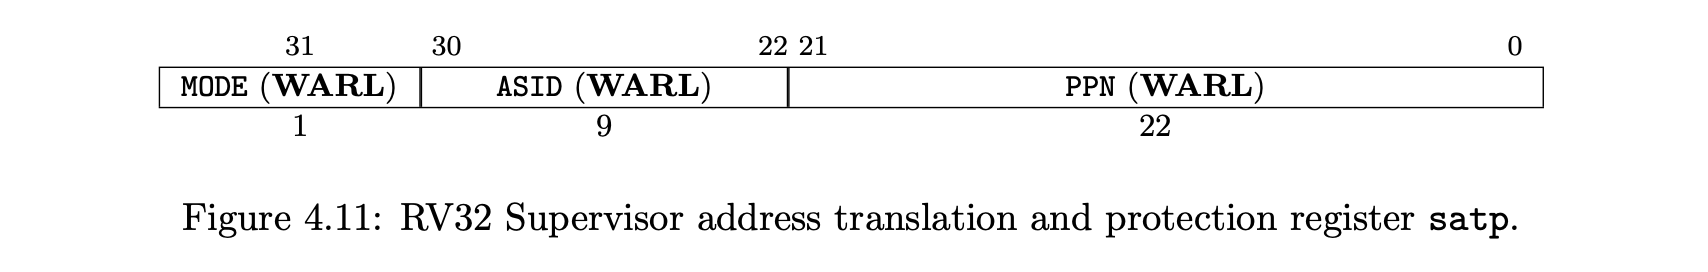 31 30 22 21 0
MODE (WARL) ASID (WARL) PPN (WARL)
1 9 22
Figure 4.11: RV32 Supervisor address translation and protection register satp.